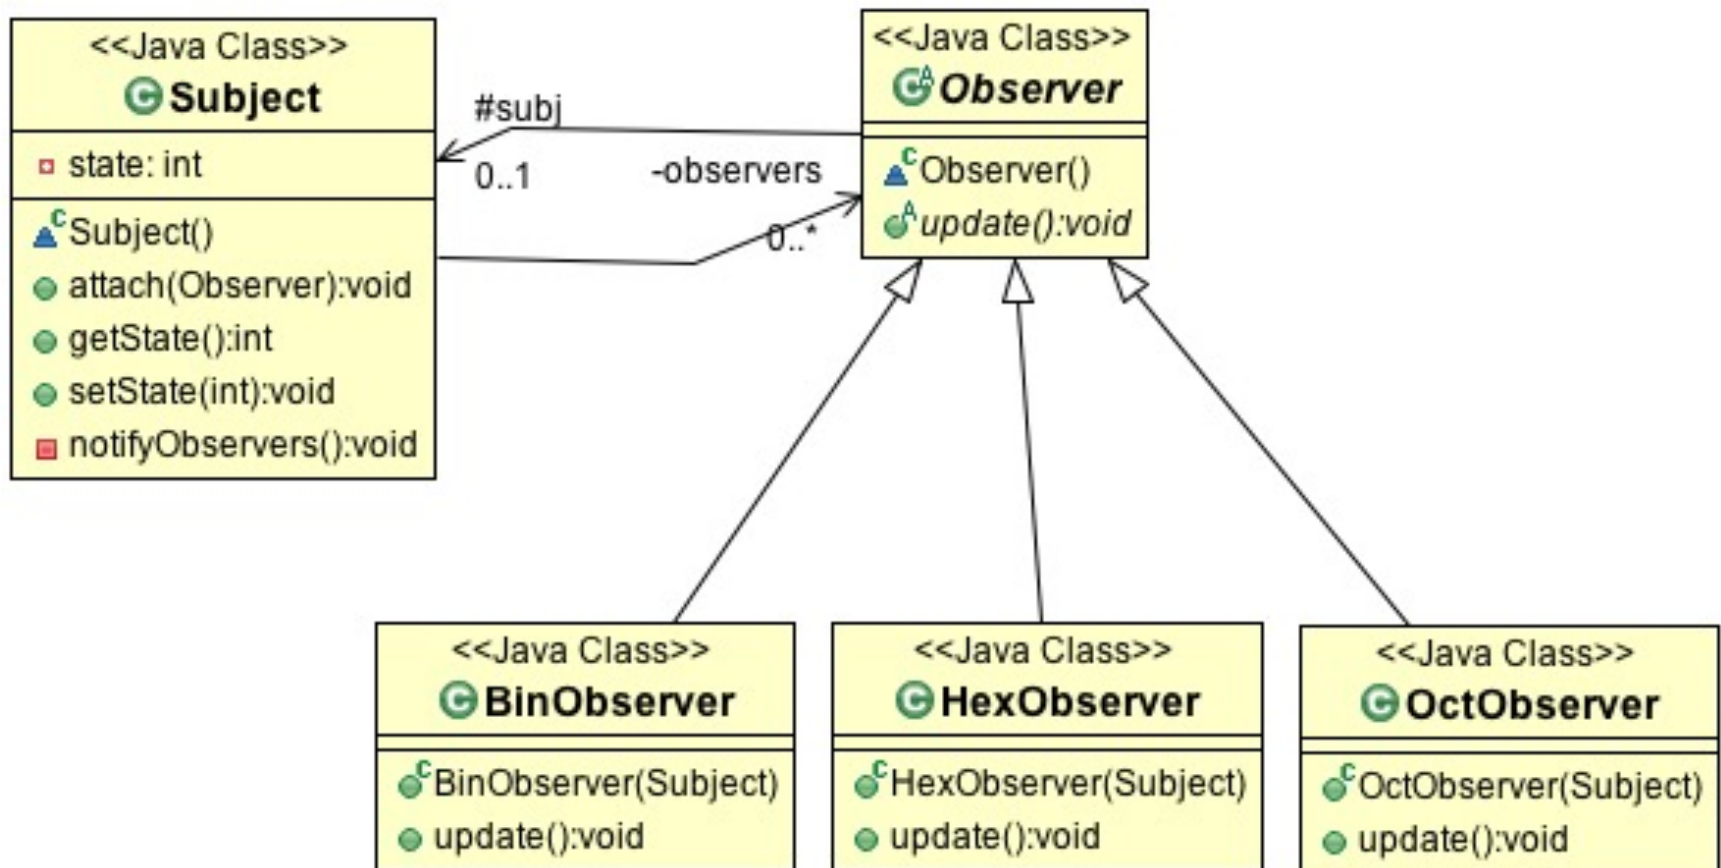 <<Java Class>>
Subject
state: int
Subject()
attach(Observer):void
getState():int
setState(int):void
notifyObservers():void
#subj
0..1
-observers
0..*
<<Java Class>>
Observer
Observer()
update():void
<<Java Class>>
BinObserver
BinObserver(Subject)
update():void
<<Java Class>>
HexObserver
HexObserver(Subject)
update():void
<<Java Class>>
OctObserver
OctObserver(Subject)
update():void